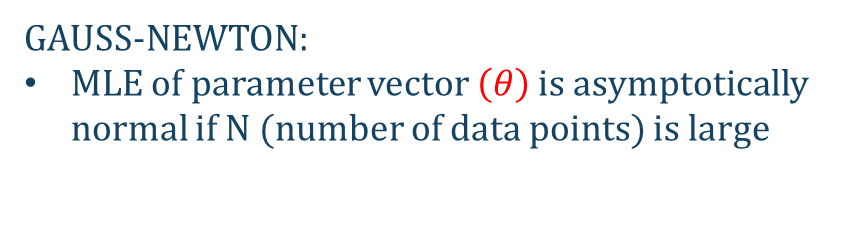 GAUSS-NEWTON:
• MLE of parameter vector (θ) is asymptotically
normal if N (number of data points) is large